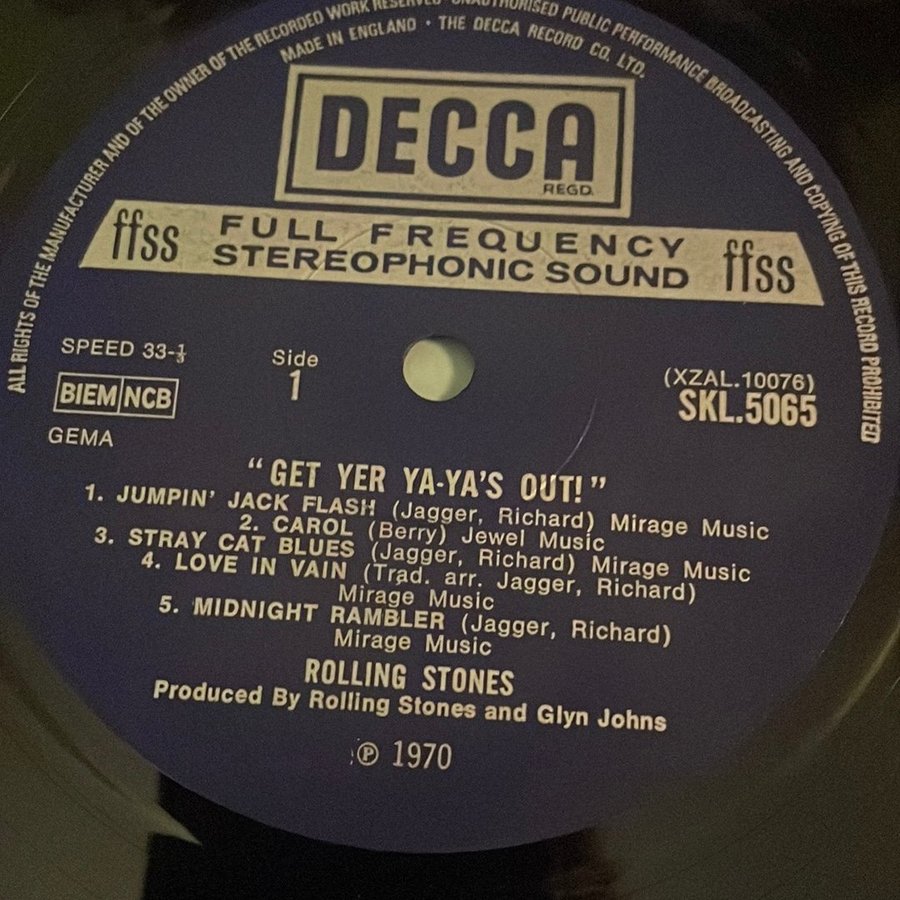 ALL RIGHTS OF THE MANUFACTURER AND OF THE OWNER OF THE RECORDED WORK RESERVED · UNAUTHORISED PUBLIC PERFORMANCE BROADCASTING AND COPYING OF THIS RECORD PROHIBITED
MADE IN ENGLAND · THE DECCA RECORD CO. LTD.
DECCA
REGD.
ffss FULL FREQUENCY ffss
STEREOPHONIC SOUND
SPEED 33-⅓
Side
1
BIEM NCB
GEMA
(XZAL.10076)
SKL.5065
“GET YER YA-YA'S OUT!”
1. JUMPIN' JACK FLASH (Jagger, Richard) Mirage Music
2. CAROL (Berry) Jewel Music
3. STRAY CAT BLUES (Jagger, Richard) Mirage Music
4. LOVE IN VAIN (Trad. arr. Jagger, Richard)
Mirage Music
5. MIDNIGHT RAMBLER (Jagger, Richard)
Mirage Music
ROLLING STONES
Produced By Rolling Stones and Glyn Johns
℗ 1970